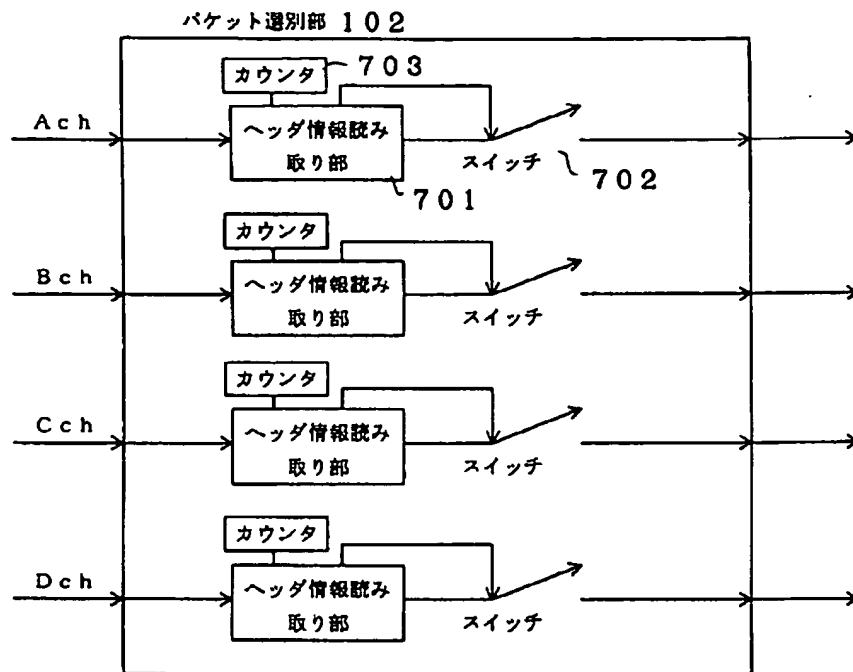 パケット選別部 102
カウンタ 703
Ach
ヘッダ情報読み
取り部
スイッチ
701
702
カウンタ
Bch
ヘッダ情報読み
取り部
スイッチ
カウンタ
Cch
ヘッダ情報読み
取り部
スイッチ
カウンタ
Dch
ヘッダ情報読み
取り部
スイッチ